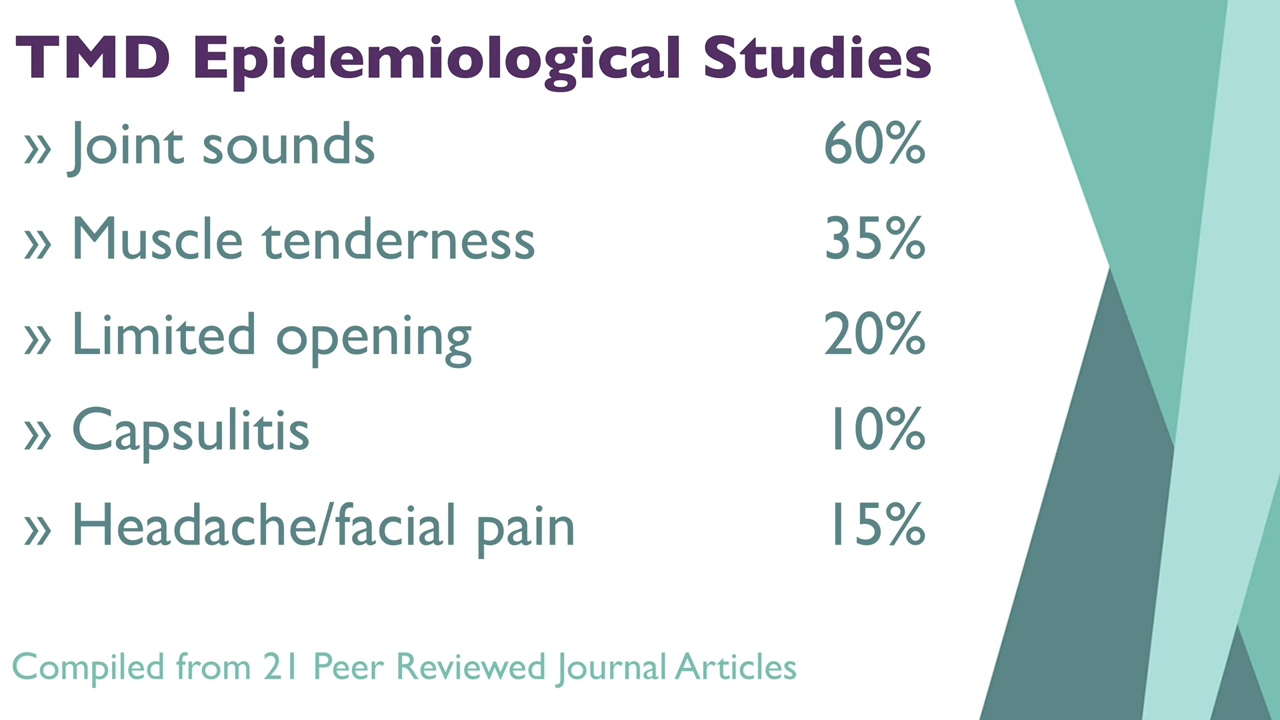 TMD Epidemiological Studies
» Joint sounds 60%
» Muscle tenderness 35%
» Limited opening 20%
» Capsulitis 10%
» Headache/facial pain 15%
Compiled from 21 Peer Reviewed Journal Articles